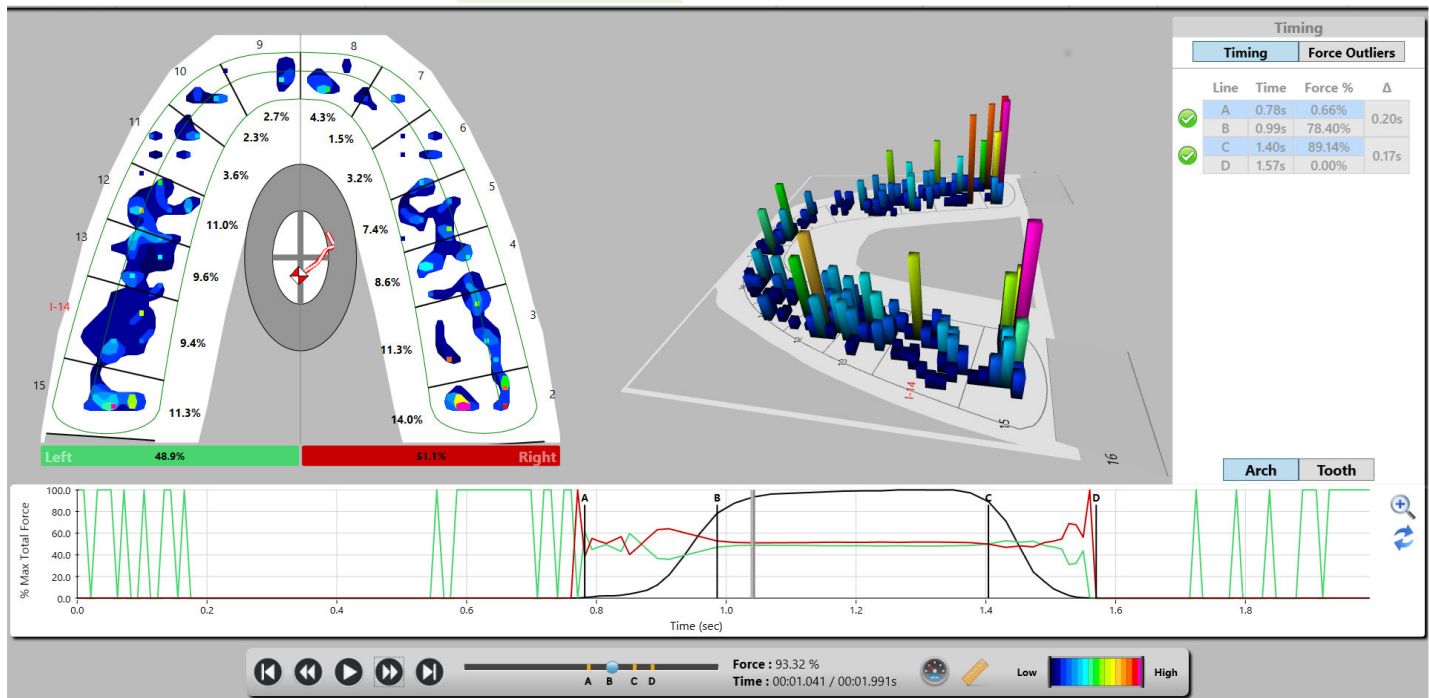 Timing
Timing Force Outliers
Line Time Force % Δ
A 0.78s 0.66% 0.20s
B 0.99s 78.40%
C 1.40s 89.14% 0.17s
D 1.57s 0.00%
9 8
10 7
11 6
12 5
13 4
I-14 3
15 2
2.7% 4.3%
2.3% 1.5%
3.6% 3.2%
11.0% 7.4%
9.6% 8.6%
9.4% 11.3%
11.3% 14.0%
Left 48.9% 51.1% Right
12
13
I-14
15
16
Arch Tooth
% Max Total Force
100.0
80.0
60.0
40.0
20.0
0.0
A B C D
0.0 0.2 0.4 0.6 0.8 1.0 1.2 1.4 1.6 1.8
Time (sec)
A B C D
Force : 93.32 %
Time : 00:01.041 / 00:01.991s
Low High